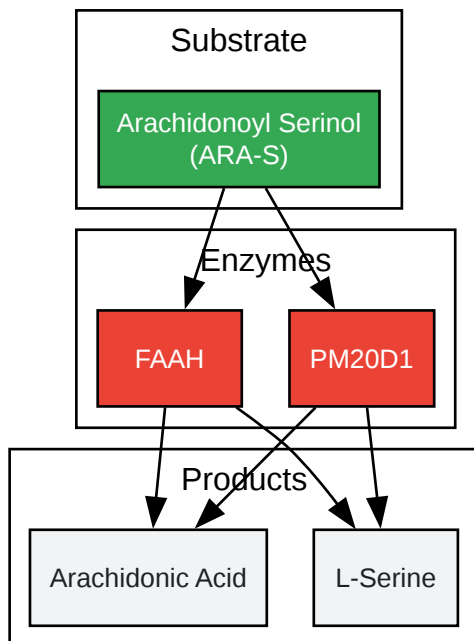 Substrate
Arachidonoyl Serinol
(ARA-S)
Enzymes
FAAH
PM20D1
Products
Arachidonic Acid
L-Serine